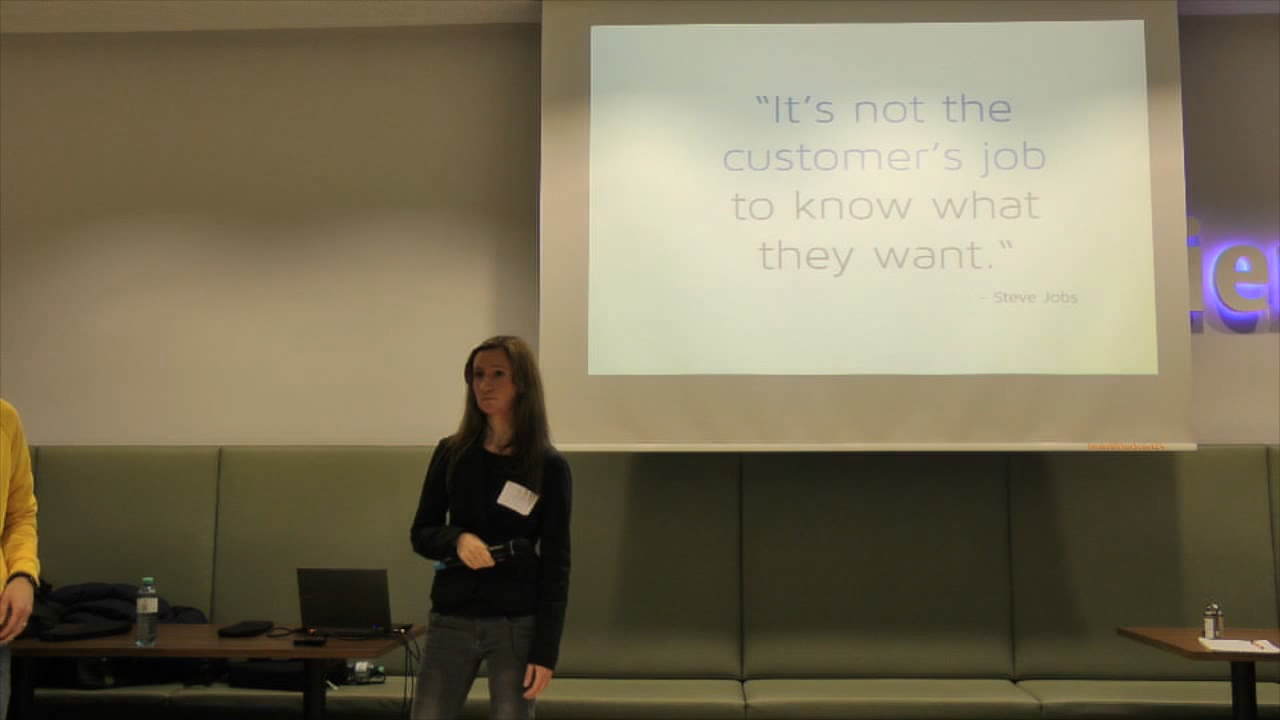 “It’s not the
customer’s job
to know what
they want.“
– Steve Jobs